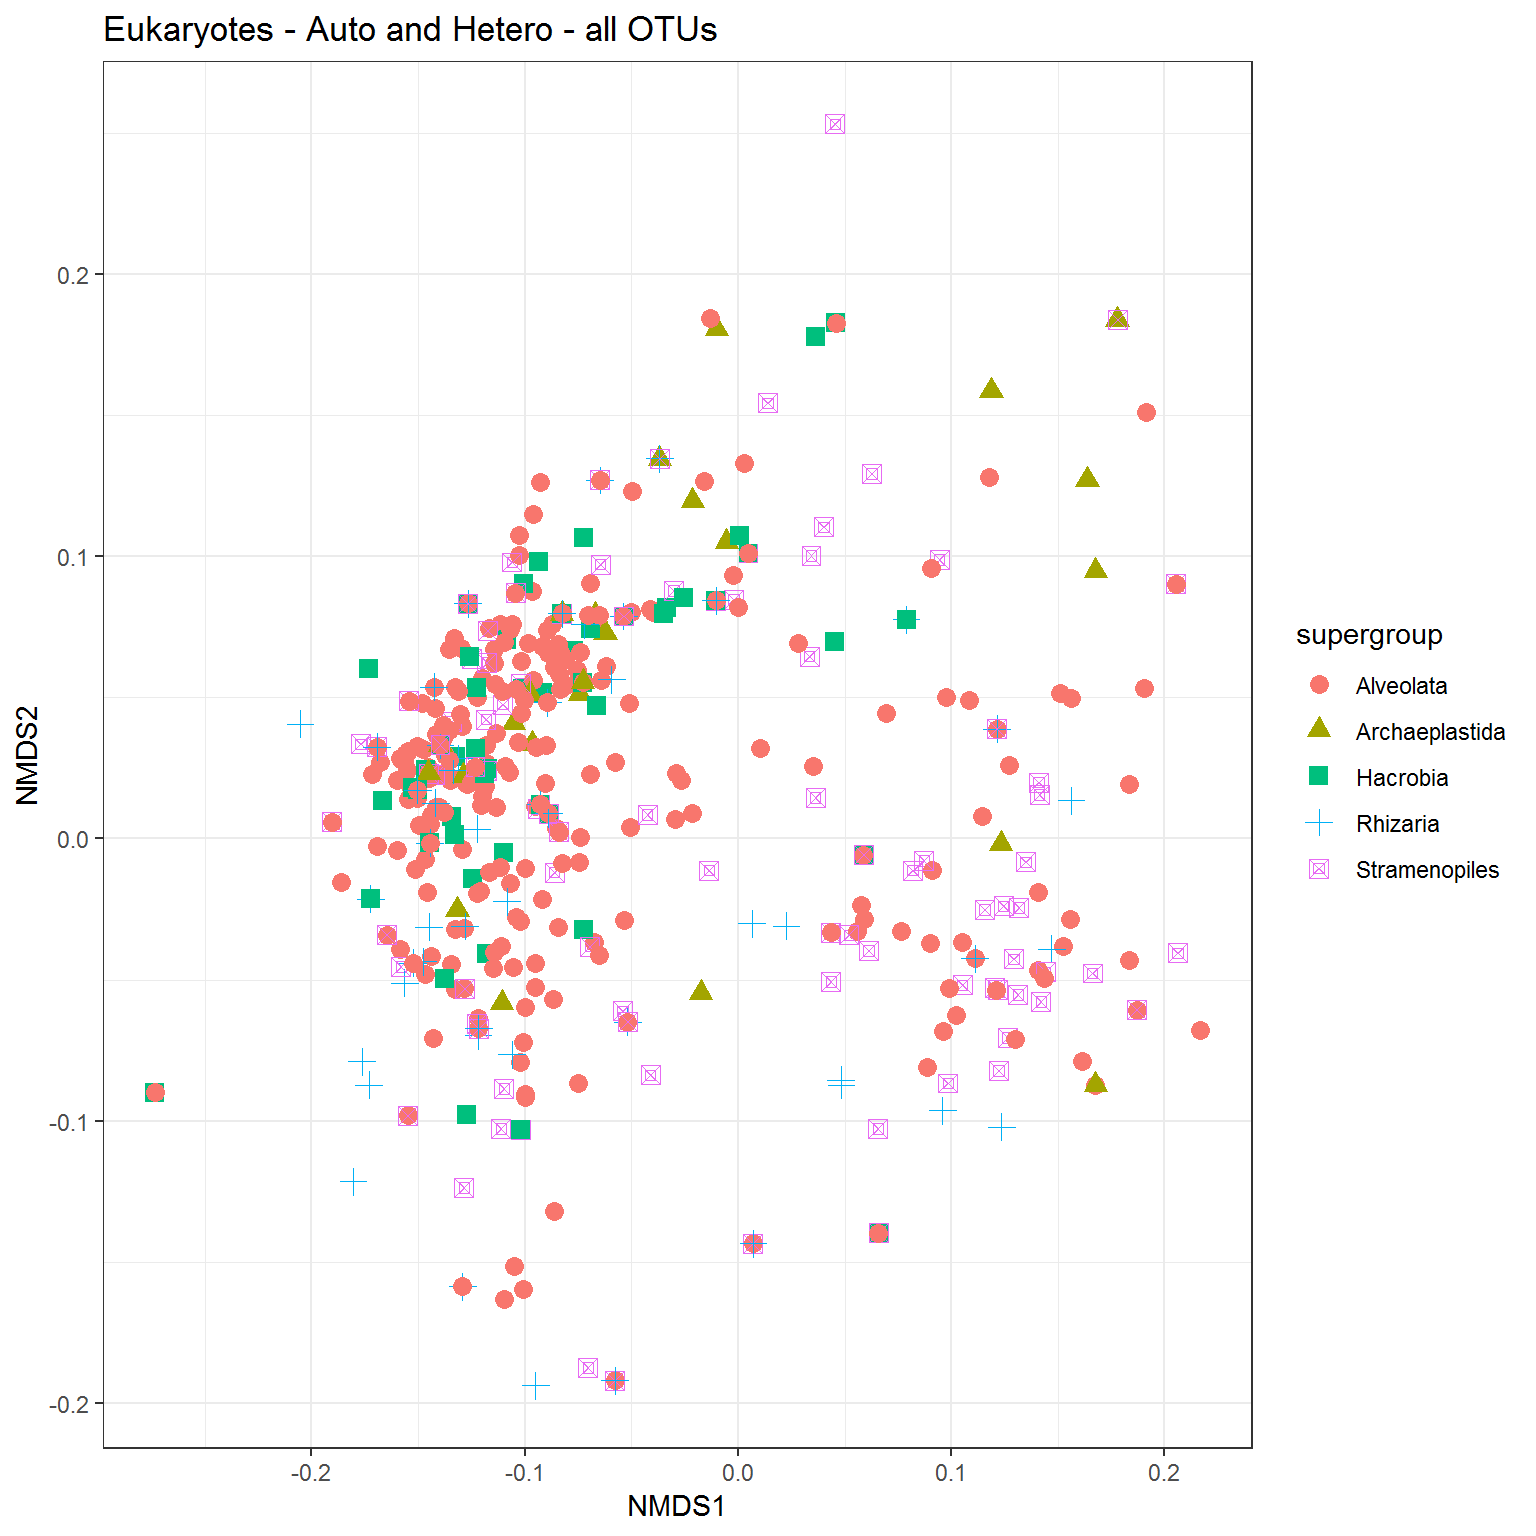 Eukaryotes - Auto and Hetero - all OTUs
NMDS2
0.2
0.1
0.0
-0.1
-0.2
-0.2
-0.1
0.0
0.1
0.2
NMDS1
supergroup
Alveolata
Archaeplastida
Hacrobia
Rhizaria
Stramenopiles